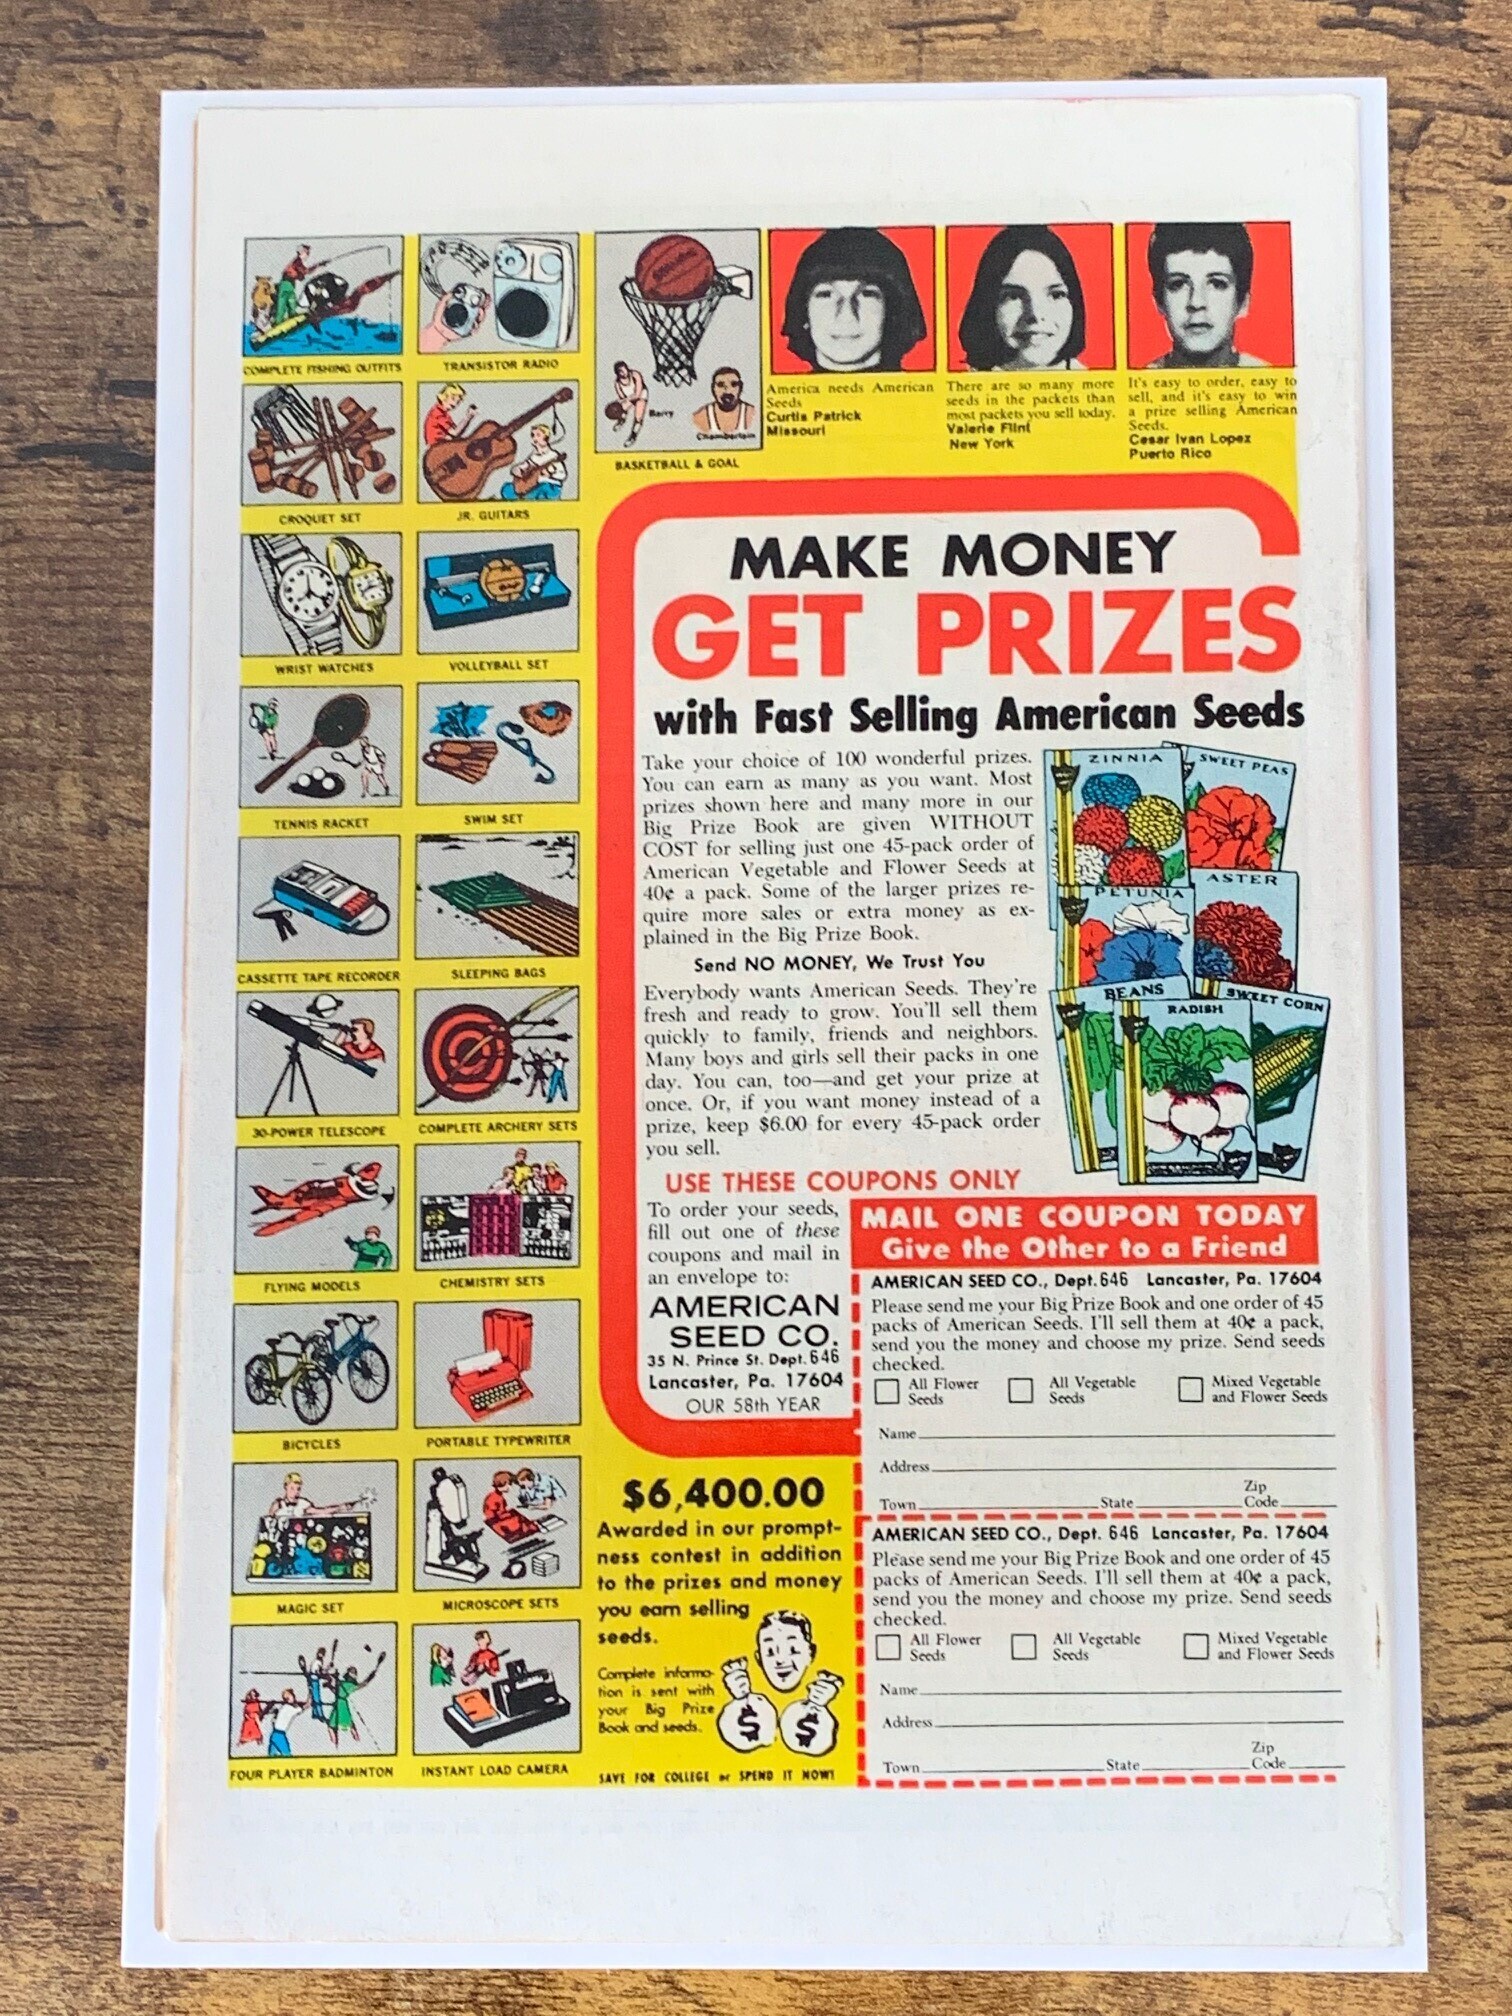 COMPLETE FISHING OUTFITS
TRANSISTOR RADIO
Barry
Chamberlain
BASKETBALL & GOAL
CROQUET SET
JR. GUITARS
WRIST WATCHES
VOLLEYBALL SET
TENNIS RACKET
SWIM SET
CASSETTE TAPE RECORDER
SLEEPING BAGS
30-POWER TELESCOPE
COMPLETE ARCHERY SETS
FLYING MODELS
CHEMISTRY SETS
BICYCLES
PORTABLE TYPEWRITER
MAGIC SET
MICROSCOPE SETS
FOUR PLAYER BADMINTON
INSTANT LOAD CAMERA
America needs American
Seeds
Curtis Patrick
Missouri
There are so many more
seeds in the packets than
most packets you sell today.
Valerie Flint
New York
It's easy to order, easy to
sell, and it's easy to win
a prize selling American
Seeds.
Cesar Ivan Lopez
Puerto Rico
MAKE MONEY
GET PRIZES
with Fast Selling American Seeds
Take your choice of 100 wonderful prizes.
You can earn as many as you want. Most
prizes shown here and many more in our
Big Prize Book are given WITHOUT
COST for selling just one 45-pack order of
American Vegetable and Flower Seeds at
40¢ a pack. Some of the larger prizes re-
quire more sales or extra money as ex-
plained in the Big Prize Book.
Send NO MONEY, We Trust You
Everybody wants American Seeds. They're
fresh and ready to grow. You'll sell them
quickly to family, friends and neighbors.
Many boys and girls sell their packs in one
day. You can, too—and get your prize at
once. Or, if you want money instead of a
prize, keep $6.00 for every 45-pack order
you sell.
ZINNIA
SWEET PEAS
PETUNIA
ASTER
BEANS
RADISH
SWEET CORN
USE THESE COUPONS ONLY
To order your seeds,
fill out one of these
coupons and mail in
an envelope to:
AMERICAN
SEED CO.
35 N. Prince St. Dept. 646
Lancaster, Pa. 17604
OUR 58th YEAR
$6,400.00
Awarded in our prompt-
ness contest in addition
to the prizes and money
you earn selling
seeds.
Complete informa-
tion is sent with
your Big Prize
Book and seeds.
$ $
SAVE FOR COLLEGE or SPEND IT NOW!
MAIL ONE COUPON TODAY
Give the Other to a Friend
AMERICAN SEED CO., Dept. 646 Lancaster, Pa. 17604
Please send me your Big Prize Book and one order of 45
packs of American Seeds. I'll sell them at 40¢ a pack,
send you the money and choose my prize. Send seeds
checked.
All Flower
Seeds
All Vegetable
Seeds
Mixed Vegetable
and Flower Seeds
Name
Address
Town State Zip
Code
AMERICAN SEED CO., Dept. 646 Lancaster, Pa. 17604
Please send me your Big Prize Book and one order of 45
packs of American Seeds. I'll sell them at 40¢ a pack,
send you the money and choose my prize. Send seeds
checked.
All Flower
Seeds
All Vegetable
Seeds
Mixed Vegetable
and Flower Seeds
Name
Address
Town State Zip
Code